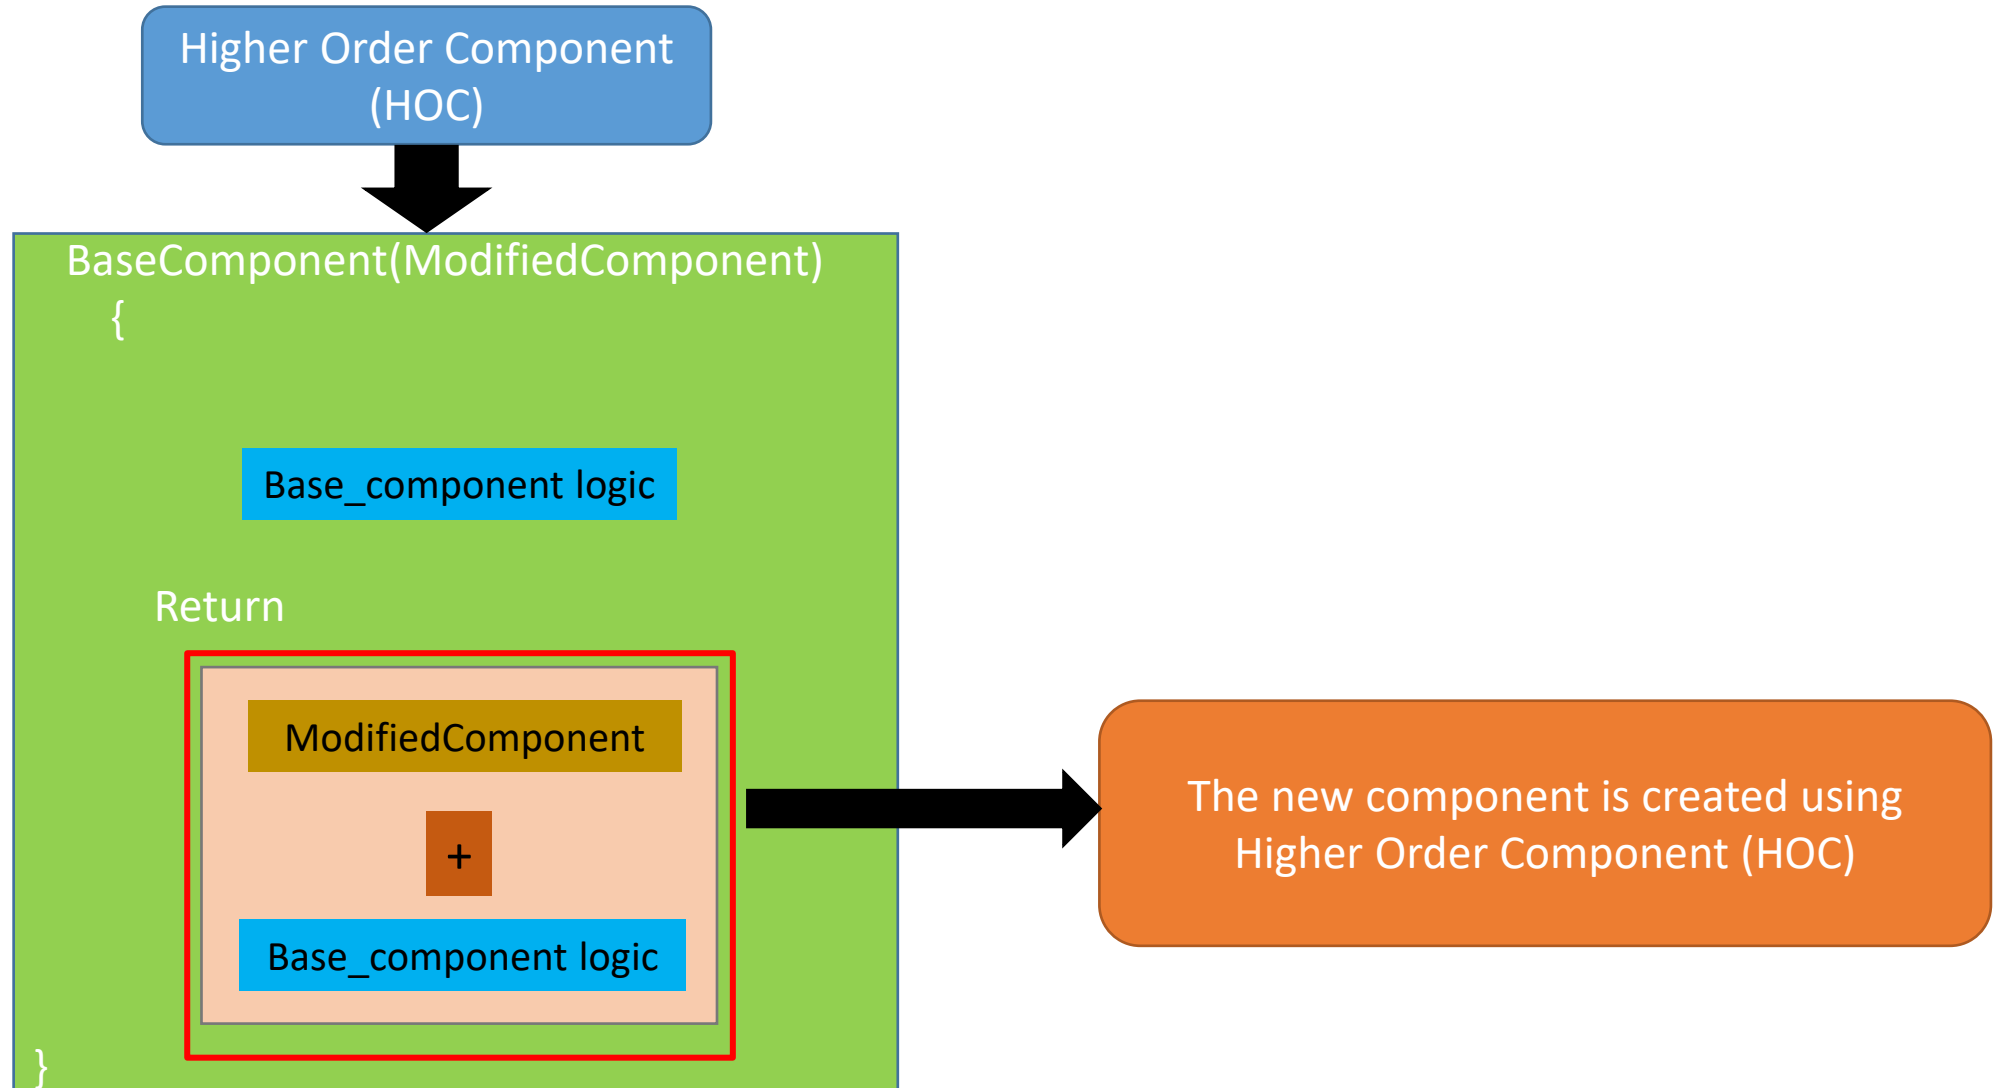 Higher Order Component
(HOC)
BaseComponent(ModifiedComponent)
{
Base_component logic
Return
ModifiedComponent
+
Base_component logic
}
The new component is created using
Higher Order Component (HOC)